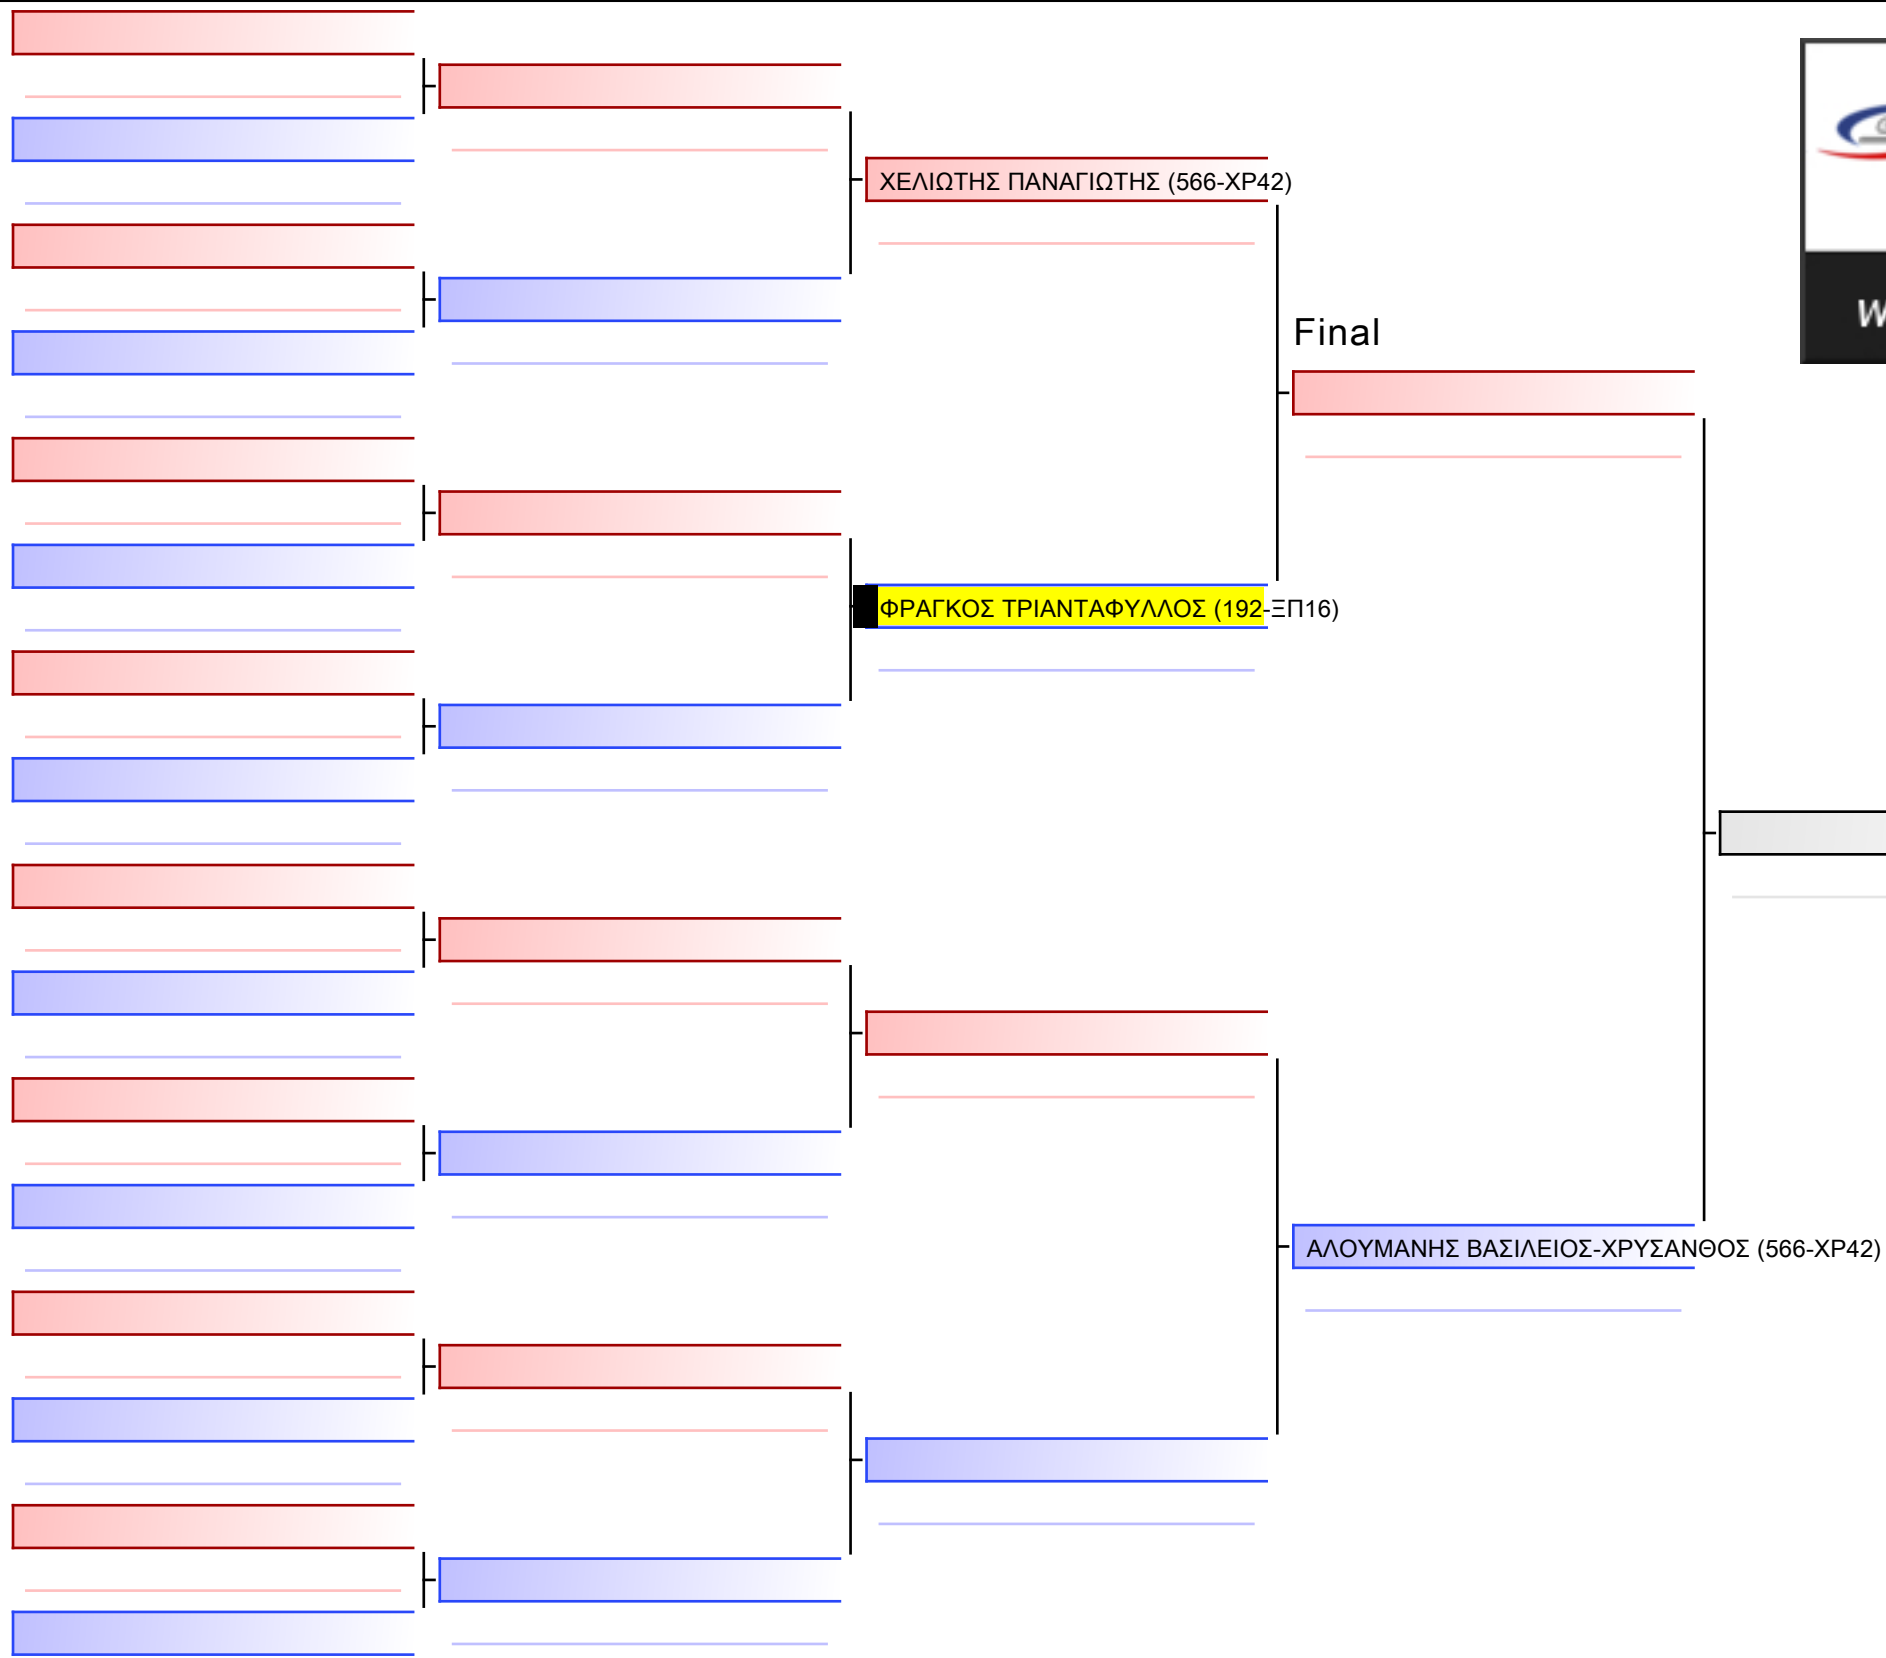 ΧΕΛΙΩΤΗΣ ΠΑΝΑΓΙΩΤΗΣ (566-ΧΡ42)
Final
W
ΦΡΑΓΚΟΣ ΤΡΙΑΝΤΑΦΥΛΛΟΣ (192-ΞΠ16)
ΑΛΟΥΜΑΝΗΣ ΒΑΣΙΛΕΙΟΣ-ΧΡΥΣΑΝΘΟΣ (566-ΧΡ42)